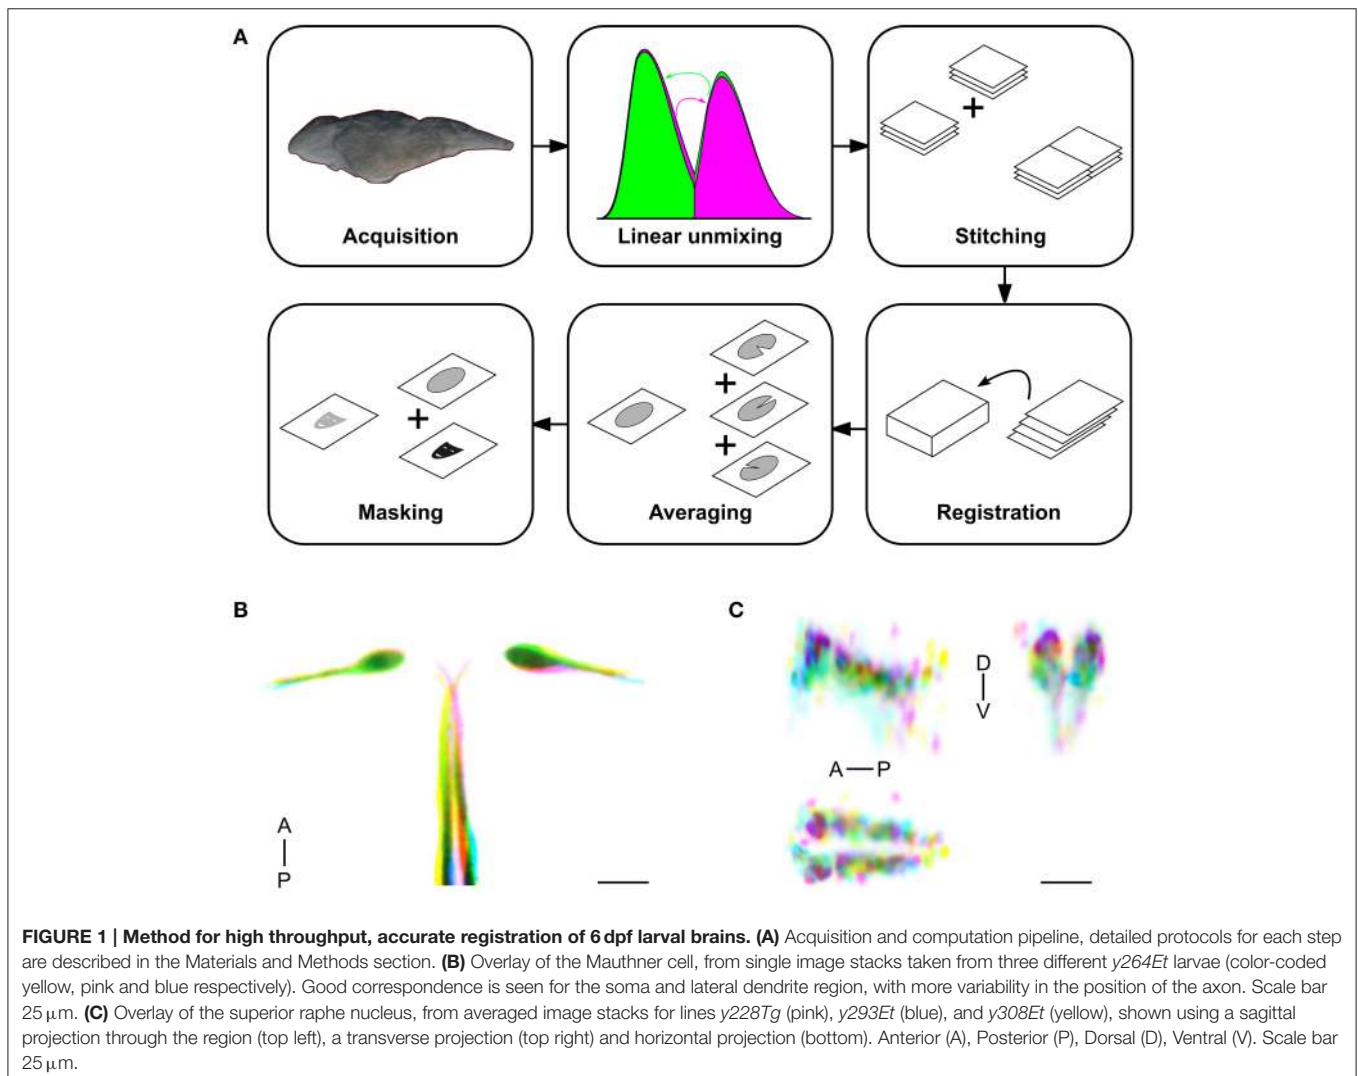 A
Acquisition
Linear unmixing
Stitching
+
Masking
+
Averaging
+
+
Registration
B
A
P
C
D
V
A — P
FIGURE 1 | Method for high throughput, accurate registration of 6 dpf larval brains. (A) Acquisition and computation pipeline, detailed protocols for each step
are described in the Materials and Methods section. (B) Overlay of the Mauthner cell, from single image stacks taken from three different y264Et larvae (color-coded
yellow, pink and blue respectively). Good correspondence is seen for the soma and lateral dendrite region, with more variability in the position of the axon. Scale bar
25 μm. (C) Overlay of the superior raphe nucleus, from averaged image stacks for lines y228Tg (pink), y293Et (blue), and y308Et (yellow), shown using a sagittal
projection through the region (top left), a transverse projection (top right) and horizontal projection (bottom). Anterior (A), Posterior (P), Dorsal (D), Ventral (V). Scale bar
25 μm.